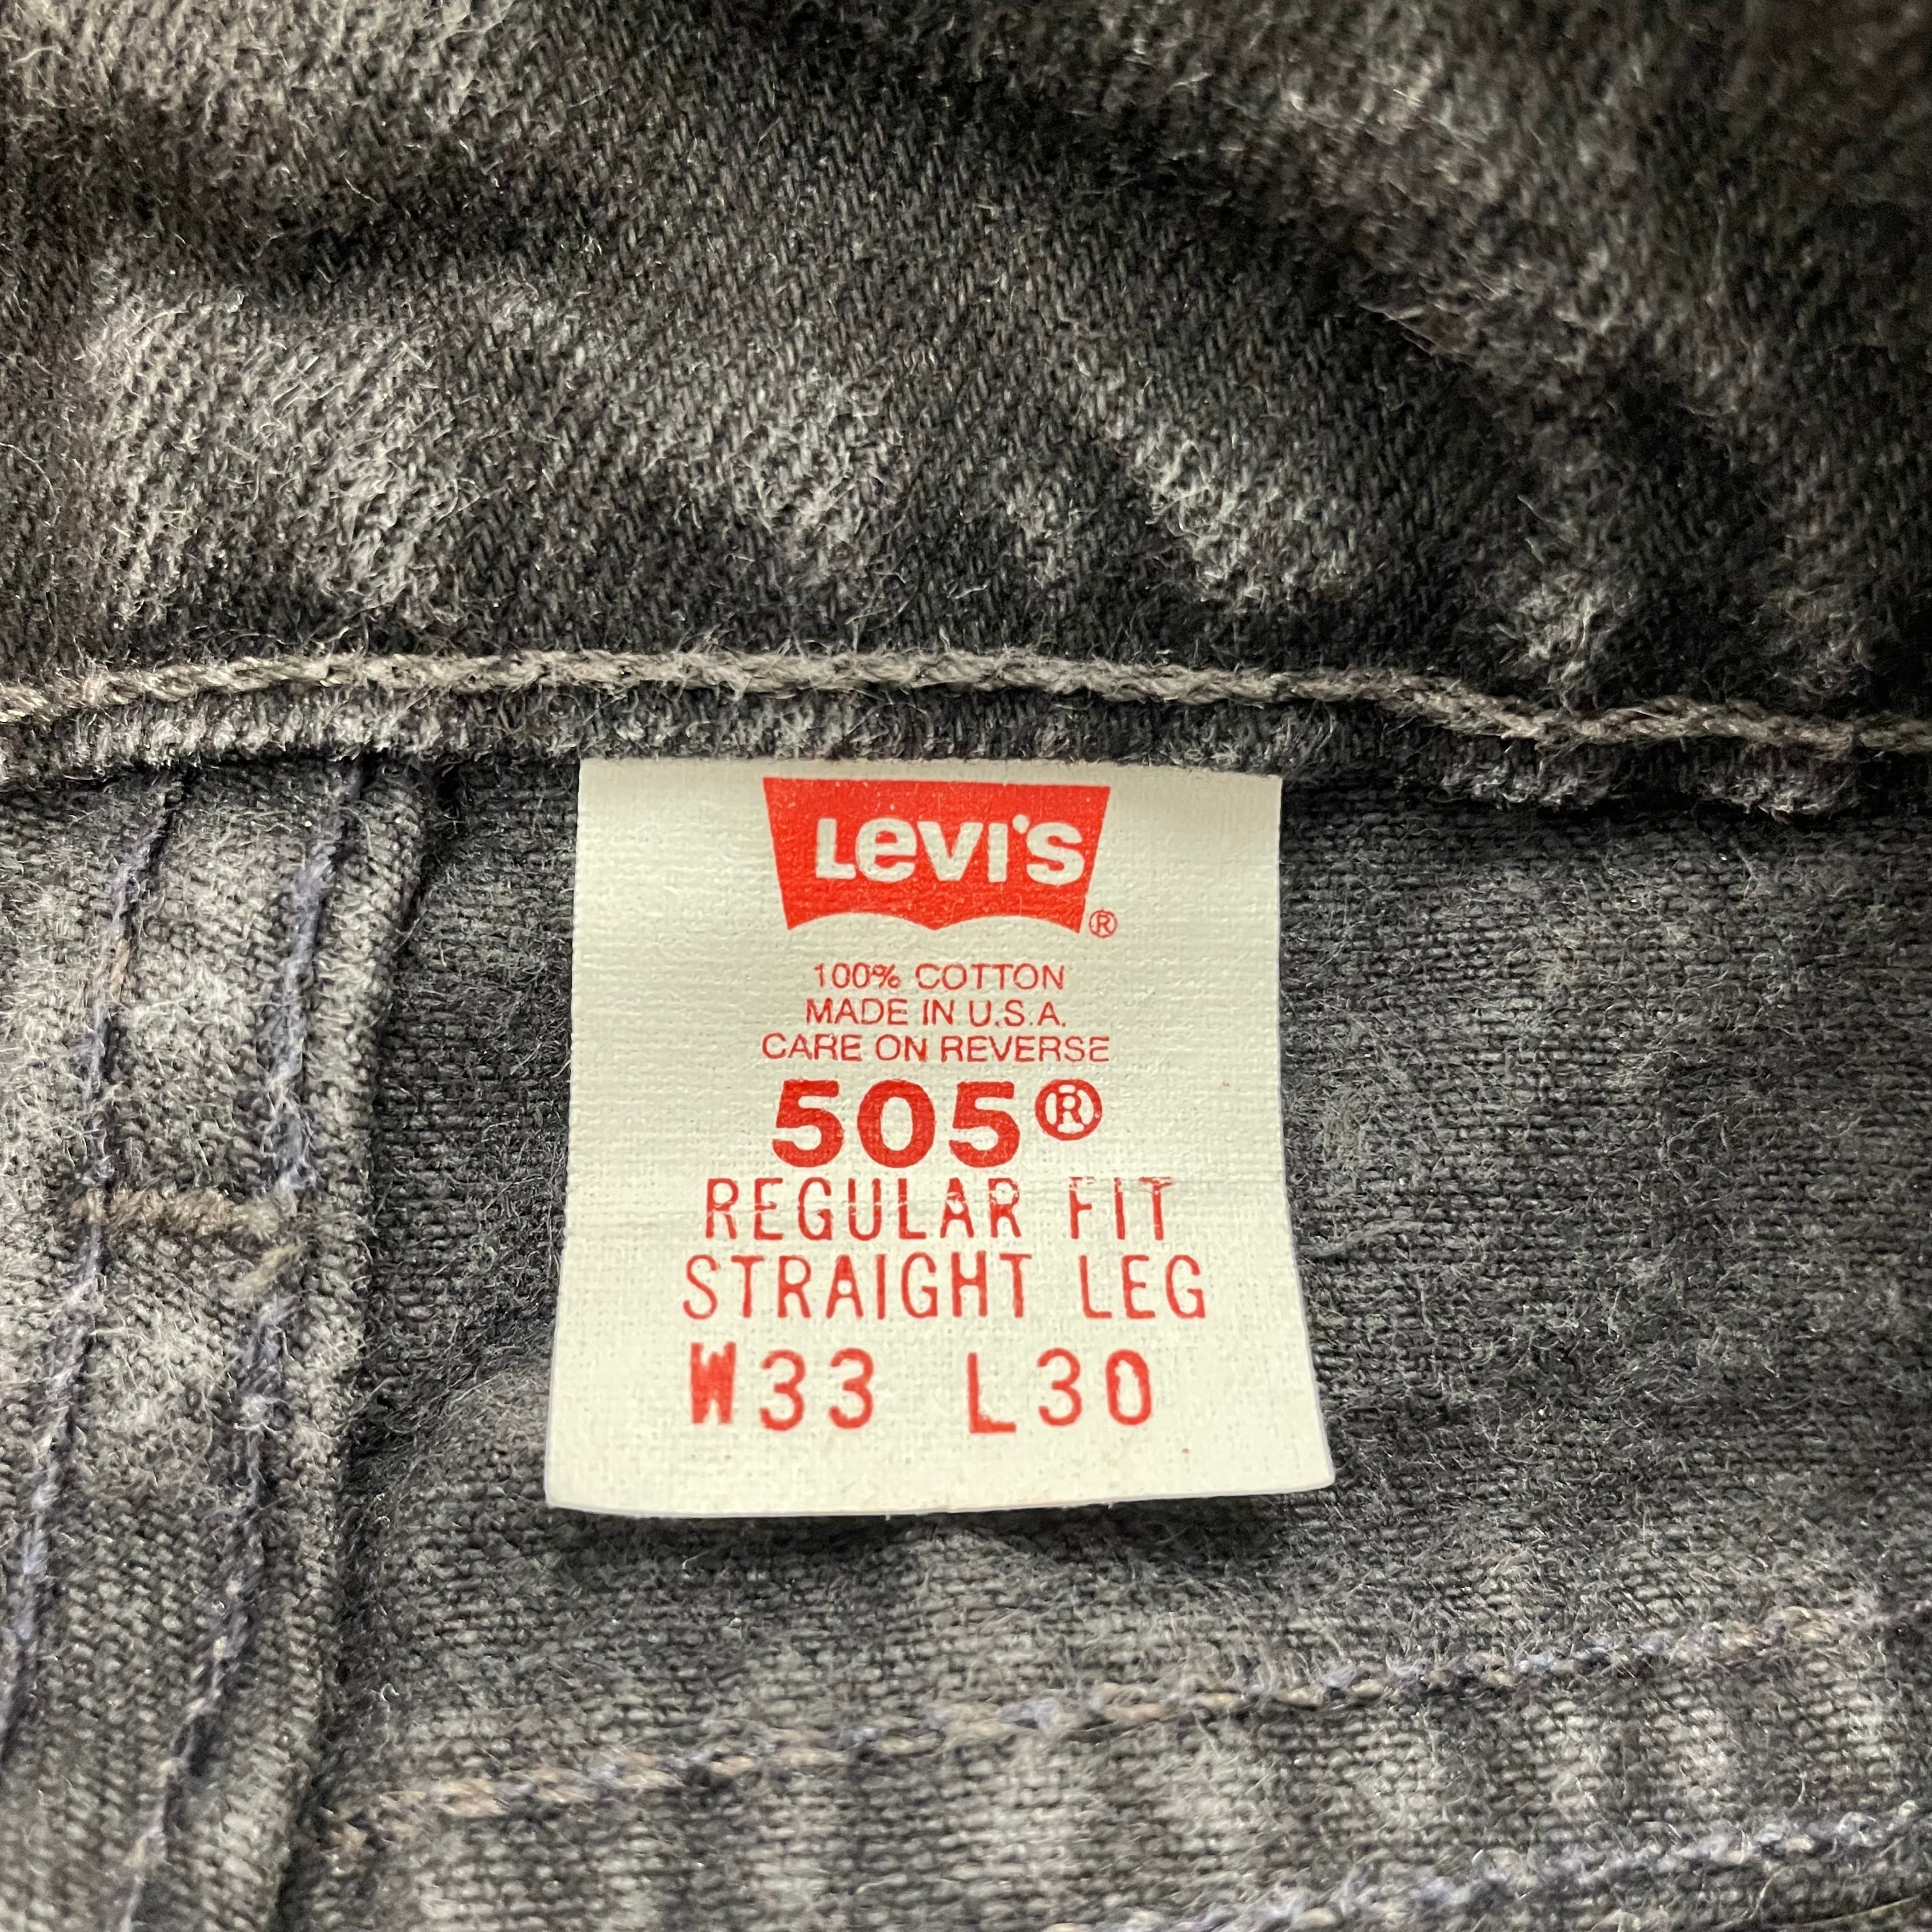 Levi's
®
100% COTTON
MADE IN U.S.A.
CARE ON REVERSE
505®
REGULAR FIT
STRAIGHT LEG
W33 L30